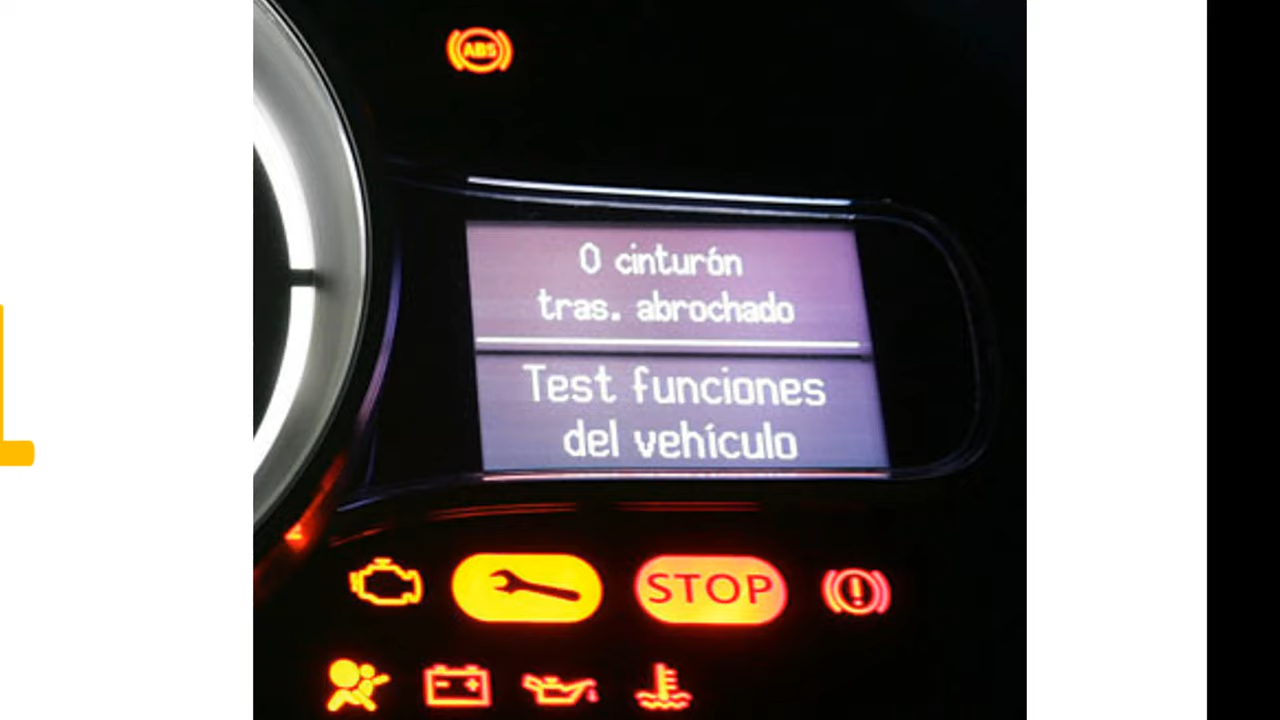 ABS
0 cinturón
tras. abrochado
Test funciones
del vehículo
STOP